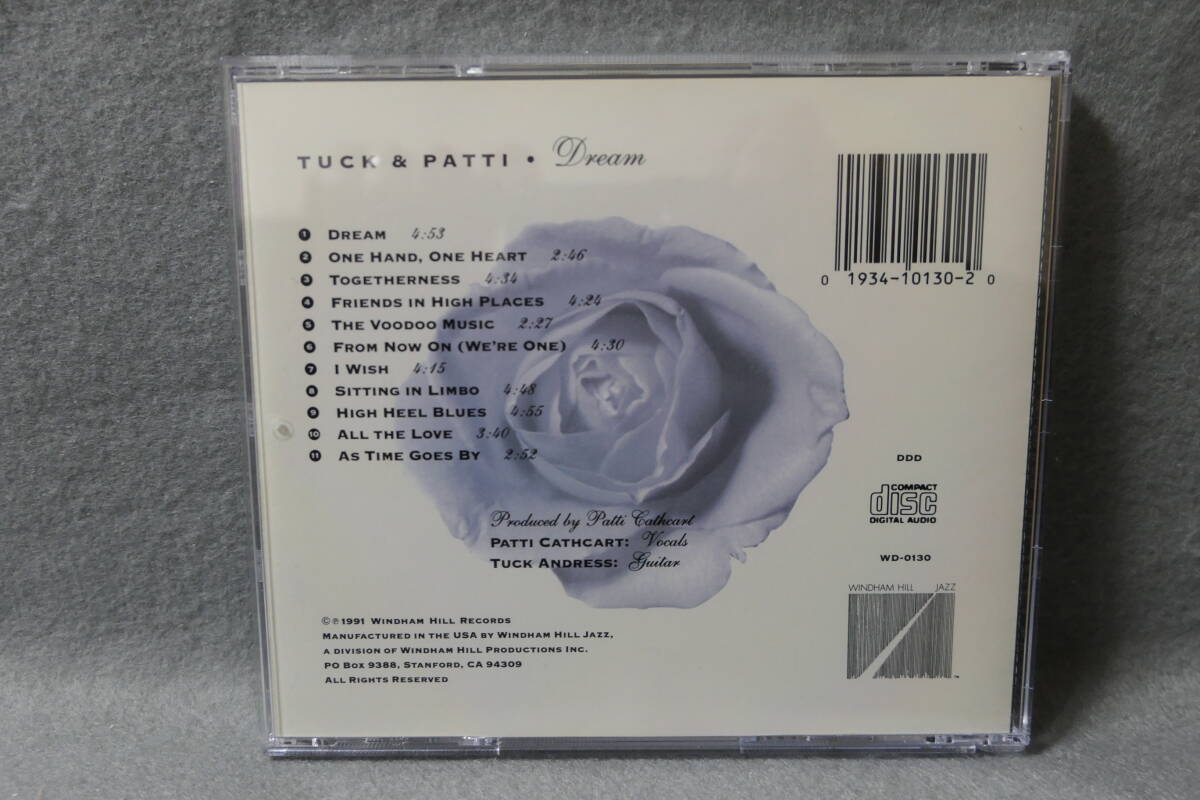 TUCK & PATTI • Dream
1 DREAM 4:53
2 ONE HAND, ONE HEART 2:46
3 TOGETHERNESS 4:34
4 FRIENDS IN HIGH PLACES 4:24
5 THE VOODOO MUSIC 2:27
6 FROM NOW ON (WE'RE ONE) 4:30
7 I WISH 4:15
8 SITTING IN LIMBO 4:48
9 HIGH HEEL BLUES 4:55
10 ALL THE LOVE 3:40
11 AS TIME GOES BY 2:52
0 1934-10130-2 0
Produced by Patti Cathcart
PATTI CATHCART: Vocals
TUCK ANDRESS: Guitar
DDD
COMPACT
disc
DIGITAL AUDIO
WD-0130
WINDHAM HILL JAZZ
™
©℗1991 WINDHAM HILL RECORDS
MANUFACTURED IN THE USA BY WINDHAM HILL JAZZ,
A DIVISION OF WINDHAM HILL PRODUCTIONS INC.
PO BOX 9388, STANFORD, CA 94309
ALL RIGHTS RESERVED